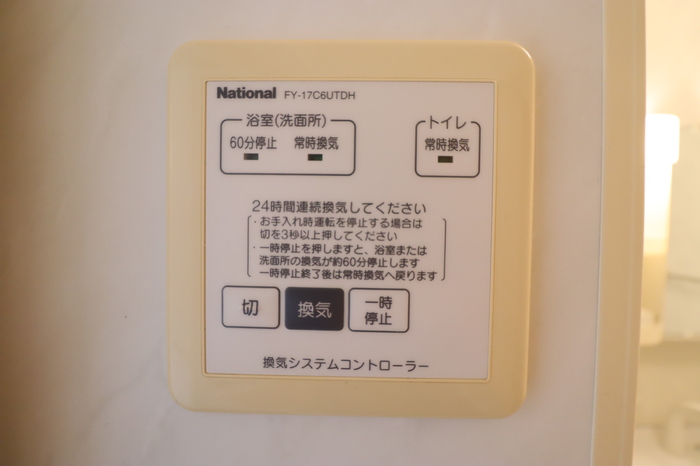 National FY-17C6UTDH
浴室(洗面所)
60分停止 常時換気
トイレ
常時換気
24時間連続換気してください
・お手入れ時運転を停止する場合は
切を3秒以上押してください
・一時停止を押しますと、浴室または
洗面所の換気が約60分停止します
一時停止終了後は常時換気へ戻ります
切
換気
一時
停止
換気システムコントローラー